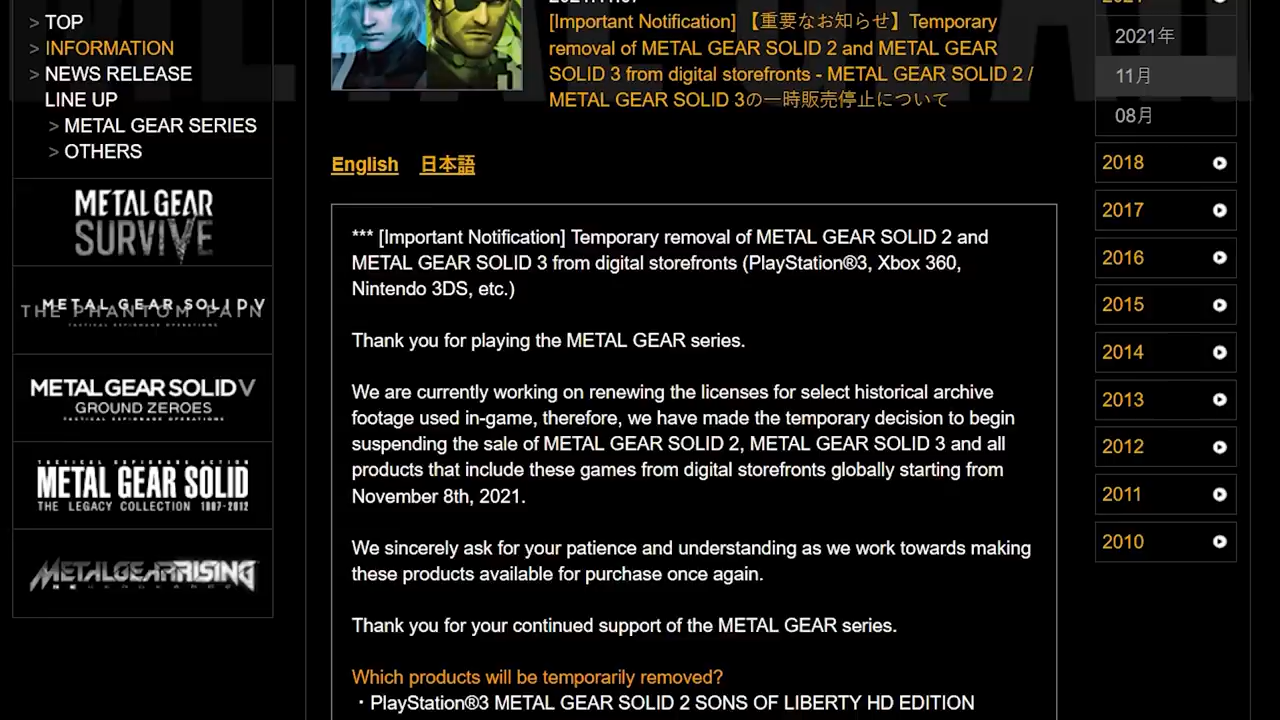 > TOP
> INFORMATION
> NEWS RELEASE
LINE UP
> METAL GEAR SERIES
> OTHERS
METAL GEAR
SURVIVE
METAL GEAR SOLID V
THE PHANTOM PAIN
TACTICAL ESPIONAGE OPERATIONS
METAL GEAR SOLID V
GROUND ZEROES
TACTICAL ESPIONAGE OPERATIONS
TACTICAL ESPIONAGE ACTION
METAL GEAR SOLID
THE LEGACY COLLECTION 1987-2012
METAL GEAR RISING
[Important Notification] 【重要なお知らせ】Temporary
removal of METAL GEAR SOLID 2 and METAL GEAR
SOLID 3 from digital storefronts - METAL GEAR SOLID 2 /
METAL GEAR SOLID 3の一時販売停止について
English 日本語
*** [Important Notification] Temporary removal of METAL GEAR SOLID 2 and
METAL GEAR SOLID 3 from digital storefronts (PlayStation®3, Xbox 360,
Nintendo 3DS, etc.)
Thank you for playing the METAL GEAR series.
We are currently working on renewing the licenses for select historical archive
footage used in-game, therefore, we have made the temporary decision to begin
suspending the sale of METAL GEAR SOLID 2, METAL GEAR SOLID 3 and all
products that include these games from digital storefronts globally starting from
November 8th, 2021.
We sincerely ask for your patience and understanding as we work towards making
these products available for purchase once again.
Thank you for your continued support of the METAL GEAR series.
Which products will be temporarily removed?
・PlayStation®3 METAL GEAR SOLID 2 SONS OF LIBERTY HD EDITION
2021年
11月
08月
2018
2017
2016
2015
2014
2013
2012
2011
2010